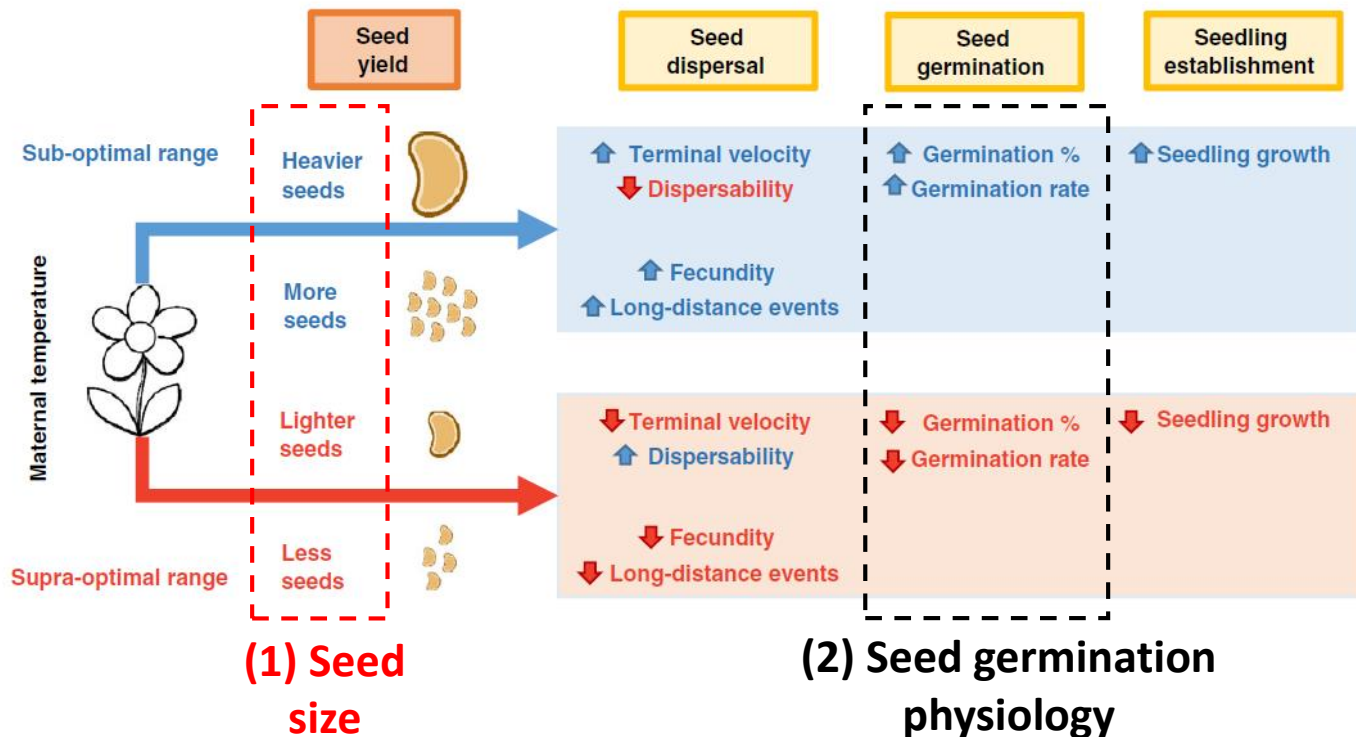 Seed
yield
Seed
dispersal
Seed
germination
Seedling
establishment
Maternal temperature
Sub-optimal range
Heavier
seeds
Terminal velocity
Dispersability
Germination %
Germination rate
Seedling growth
More
seeds
Fecundity
Long-distance events
Lighter
seeds
Terminal velocity
Dispersability
Germination %
Germination rate
Seedling growth
Supra-optimal range
Less
seeds
Fecundity
Long-distance events
(1) Seed
size
(2) Seed germination
physiology